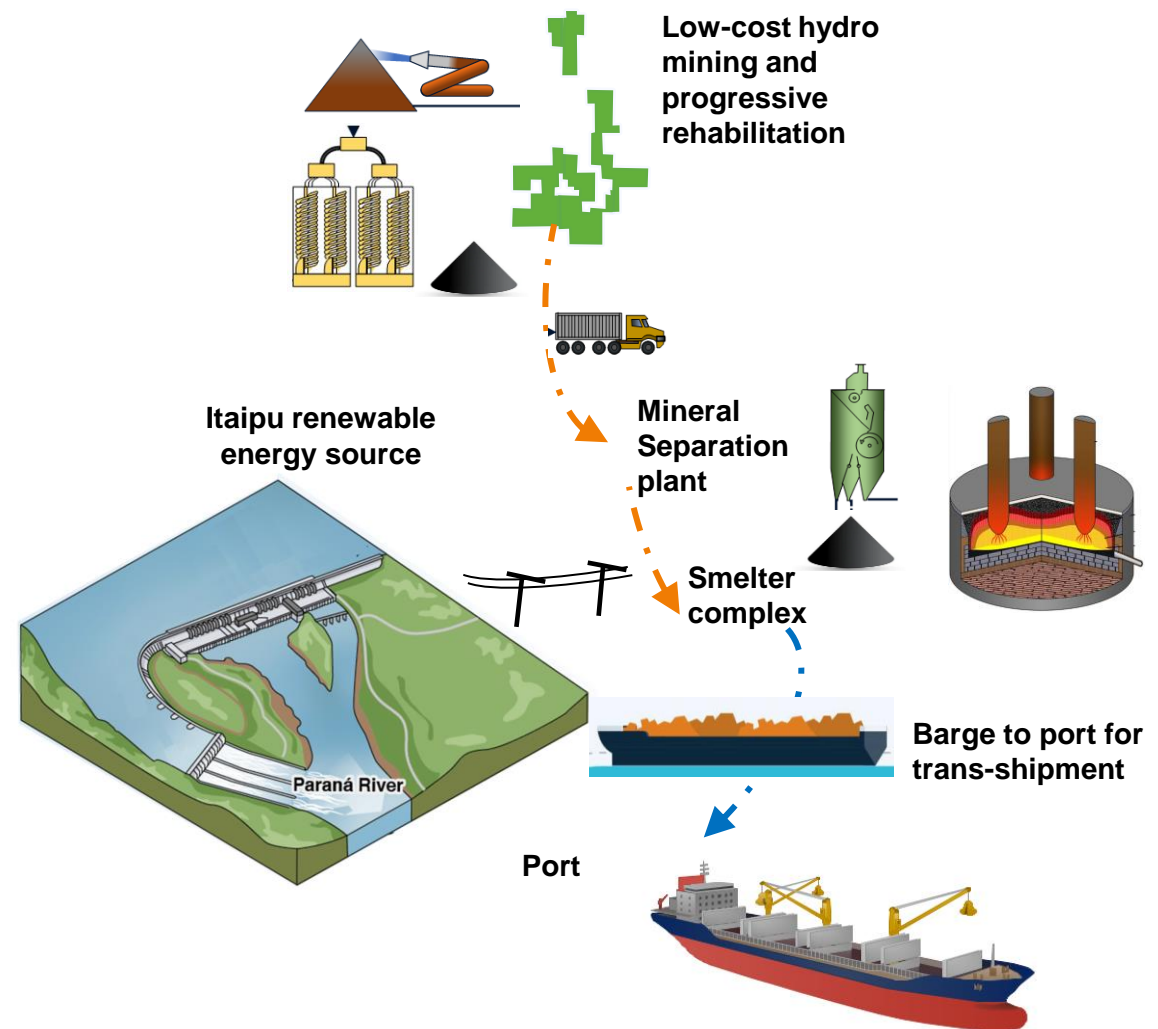 Low-cost hydro
mining and
progressive
rehabilitation
Itaipu renewable
energy source
Mineral
Separation
plant
Smelter
complex
Paraná River
Barge to port for
trans-shipment
Port